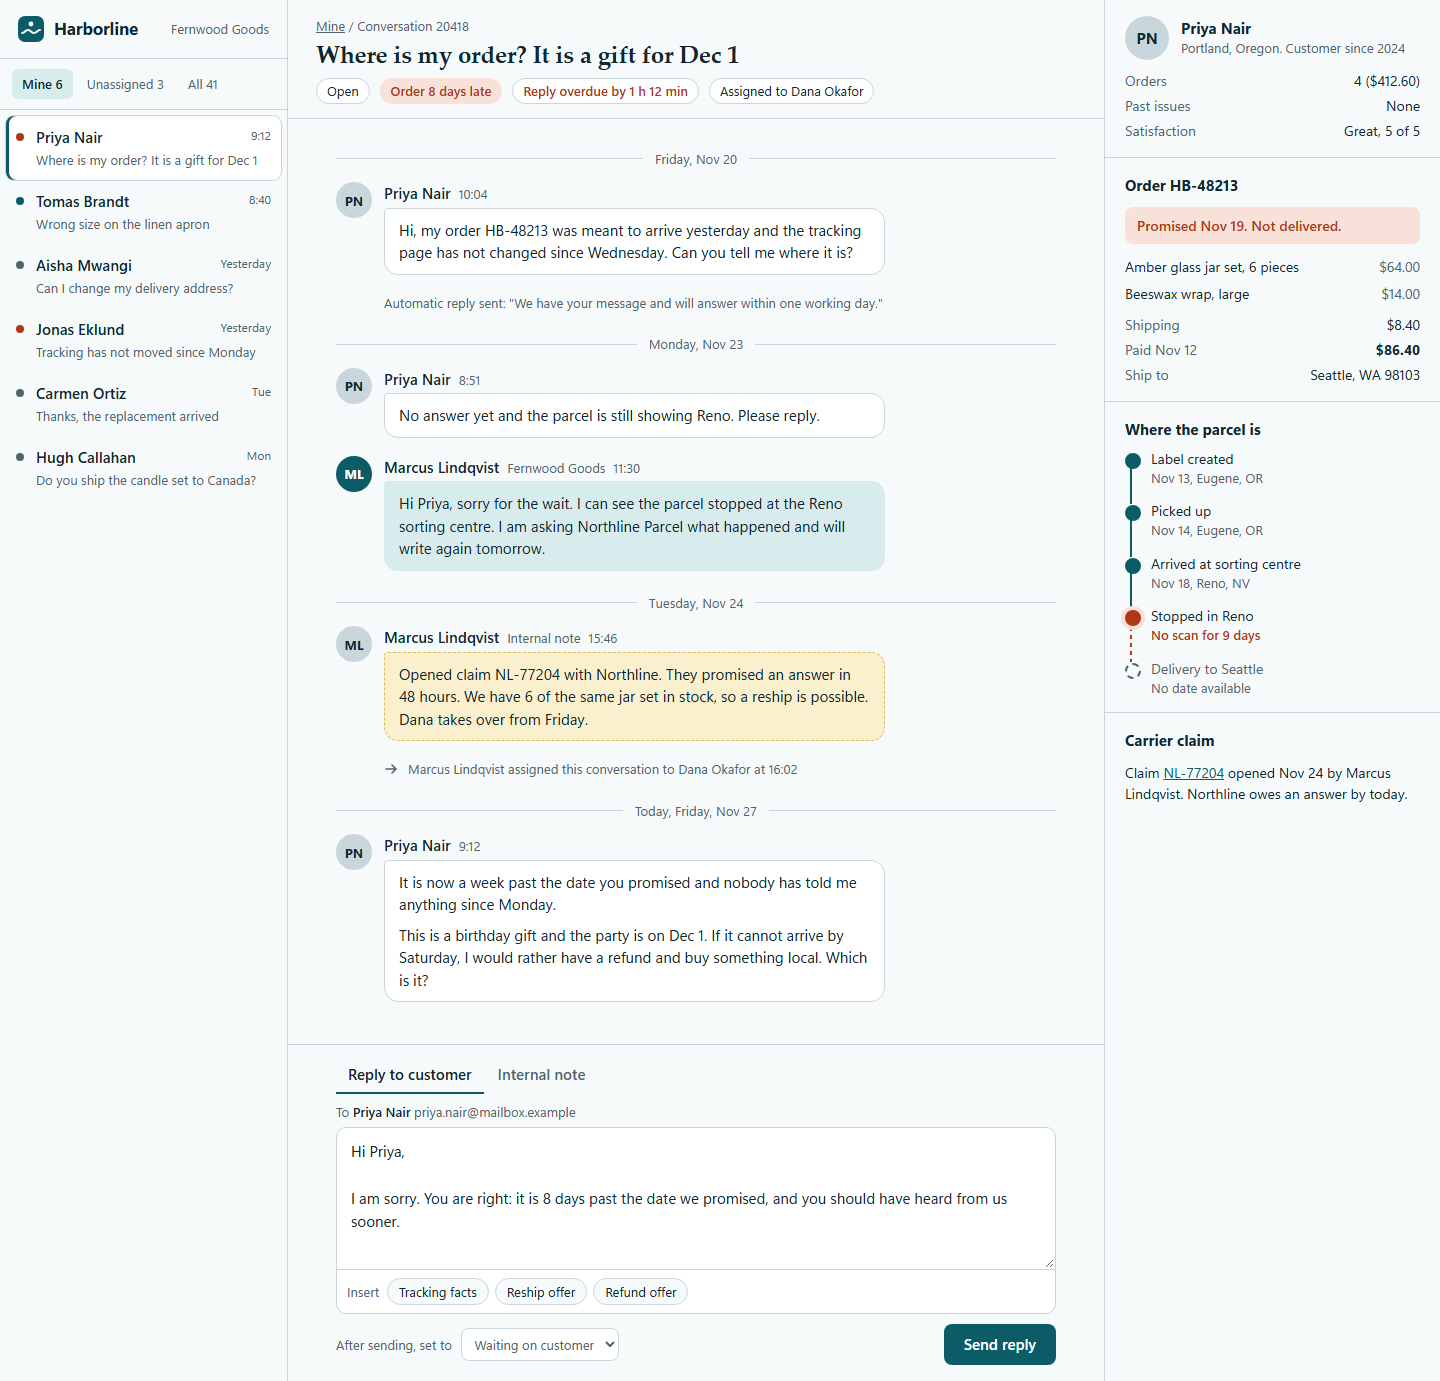 Harborline
Fernwood Goods
Mine 6
Unassigned 3
All 41
Priya Nair
9:12
Where is my order? It is a gift for Dec 1
Tomas Brandt
8:40
Wrong size on the linen apron
Aisha Mwangi
Yesterday
Can I change my delivery address?
Jonas Eklund
Yesterday
Tracking has not moved since Monday
Carmen Ortiz
Tue
Thanks, the replacement arrived
Hugh Callahan
Mon
Do you ship the candle set to Canada?
Mine / Conversation 20418
Where is my order? It is a gift for Dec 1
Open
Order 8 days late
Reply overdue by 1 h 12 min
Assigned to Dana Okafor
Friday, Nov 20
PN
Priya Nair 10:04
Hi, my order HB-48213 was meant to arrive yesterday and the tracking
page has not changed since Wednesday. Can you tell me where it is?
Automatic reply sent: "We have your message and will answer within one working day."
Monday, Nov 23
PN
Priya Nair 8:51
No answer yet and the parcel is still showing Reno. Please reply.
ML
Marcus Lindqvist Fernwood Goods 11:30
Hi Priya, sorry for the wait. I can see the parcel stopped at the Reno
sorting centre. I am asking Northline Parcel what happened and will
write again tomorrow.
Tuesday, Nov 24
ML
Marcus Lindqvist Internal note 15:46
Opened claim NL-77204 with Northline. They promised an answer in
48 hours. We have 6 of the same jar set in stock, so a reship is possible.
Dana takes over from Friday.
Marcus Lindqvist assigned this conversation to Dana Okafor at 16:02
Today, Friday, Nov 27
PN
Priya Nair 9:12
It is now a week past the date you promised and nobody has told me
anything since Monday.
This is a birthday gift and the party is on Dec 1. If it cannot arrive by
Saturday, I would rather have a refund and buy something local. Which
is it?
Reply to customer
Internal note
To Priya Nair priya.nair@mailbox.example
Hi Priya,
I am sorry. You are right: it is 8 days past the date we promised, and you should have heard from us
sooner.
Insert
Tracking facts
Reship offer
Refund offer
After sending, set to
Waiting on customer
Send reply
PN
Priya Nair
Portland, Oregon. Customer since 2024
Orders
4 ($412.60)
Past issues
None
Satisfaction
Great, 5 of 5
Order HB-48213
Promised Nov 19. Not delivered.
Amber glass jar set, 6 pieces
$64.00
Beeswax wrap, large
$14.00
Shipping
$8.40
Paid Nov 12
$86.40
Ship to
Seattle, WA 98103
Where the parcel is
Label created
Nov 13, Eugene, OR
Picked up
Nov 14, Eugene, OR
Arrived at sorting centre
Nov 18, Reno, NV
Stopped in Reno
No scan for 9 days
Delivery to Seattle
No date available
Carrier claim
Claim NL-77204 opened Nov 24 by Marcus
Lindqvist. Northline owes an answer by today.